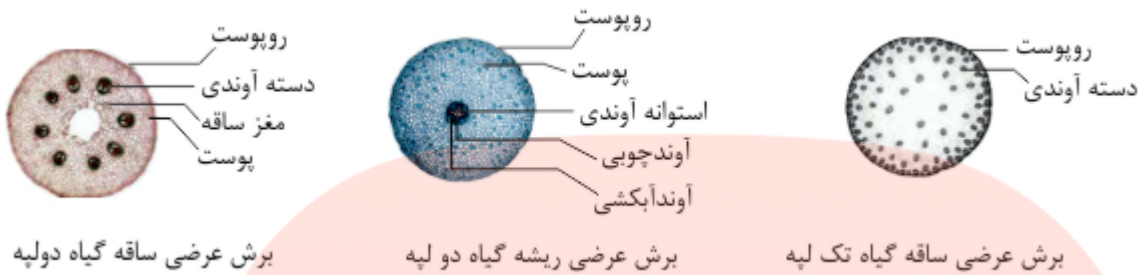 روپوست
دسته آوندی
روپوست
پوست
استوانه آوندی
آوندچوبی
آوندآبکشی
روپوست
دسته آوندی
مغز ساقه
پوست
برش عرضی ساقه گیاه تک لپه
برش عرضی ریشه گیاه دو لپه
برش عرضی ساقه گیاه دولپه